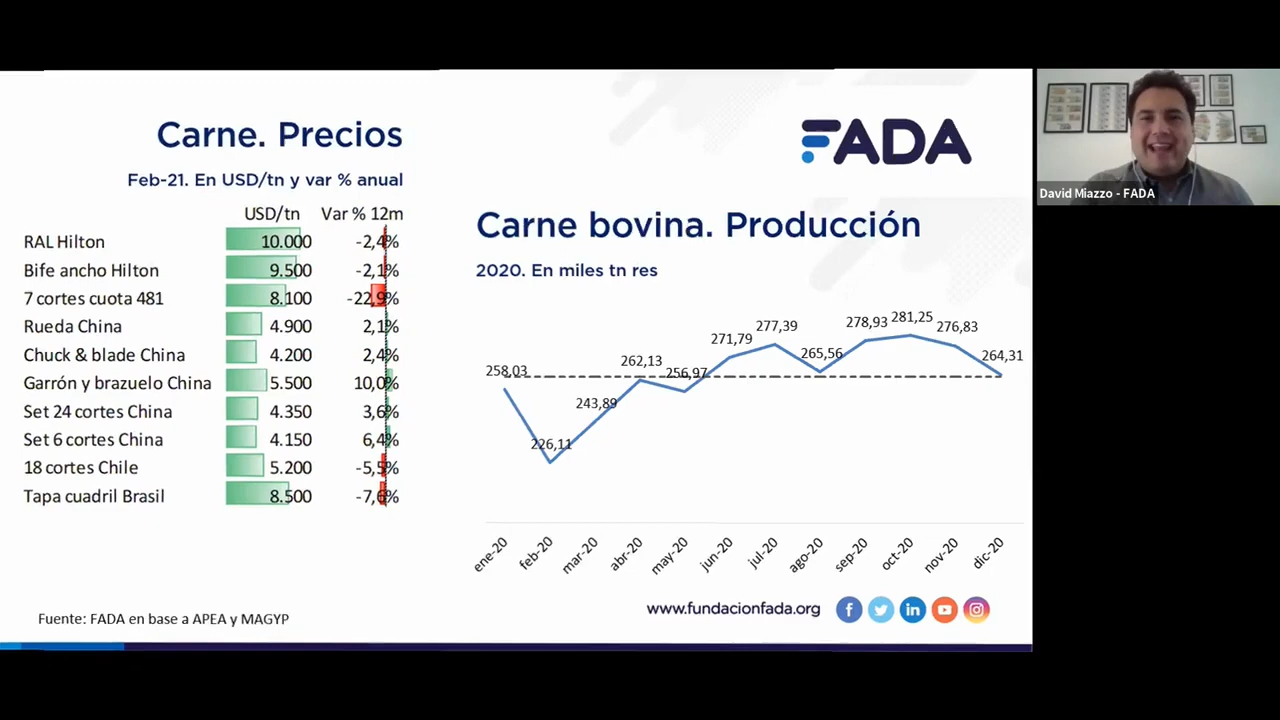 Carne. Precios
Feb-21. En USD/tn y var % anual
USD/tn Var % 12m
RAL Hilton 10.000 -2,4%
Bife ancho Hilton 9.500 -2,1%
7 cortes cuota 481 8.100 -22,9%
Rueda China 4.900 2,1%
Chuck & blade China 4.200 2,4%
Garrón y brazuelo China 5.500 10,0%
Set 24 cortes China 4.350 3,6%
Set 6 cortes China 4.150 6,4%
18 cortes Chile 5.200 -5,5%
Tapa cuadril Brasil 8.500 -7,6%
Fuente: FADA en base a APEA y MAGYP
FADA
Carne bovina. Producción
2020. En miles tn res
258,03
226,11
243,89
262,13
256,97
271,79
277,39
265,56
278,93
281,25
276,83
264,31
ene-20
feb-20
mar-20
abr-20
may-20
jun-20
jul-20
ago-20
sep-20
oct-20
nov-20
dic-20
www.fundacionfada.org
David Miazzo - FADA